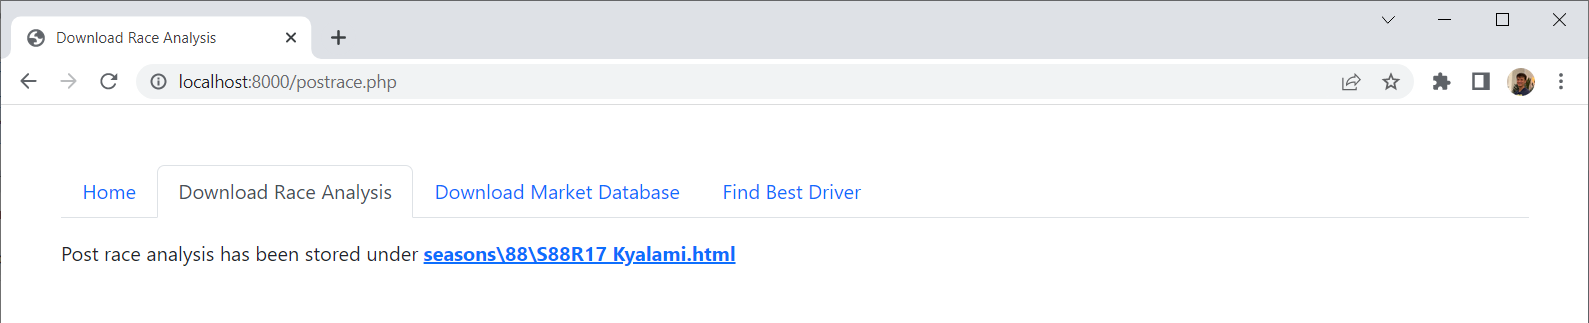 Download Race Analysis
localhost:8000/postrace.php
Home Download Race Analysis Download Market Database Find Best Driver
Post race analysis has been stored under seasons\88\S88R17 Kyalami.html